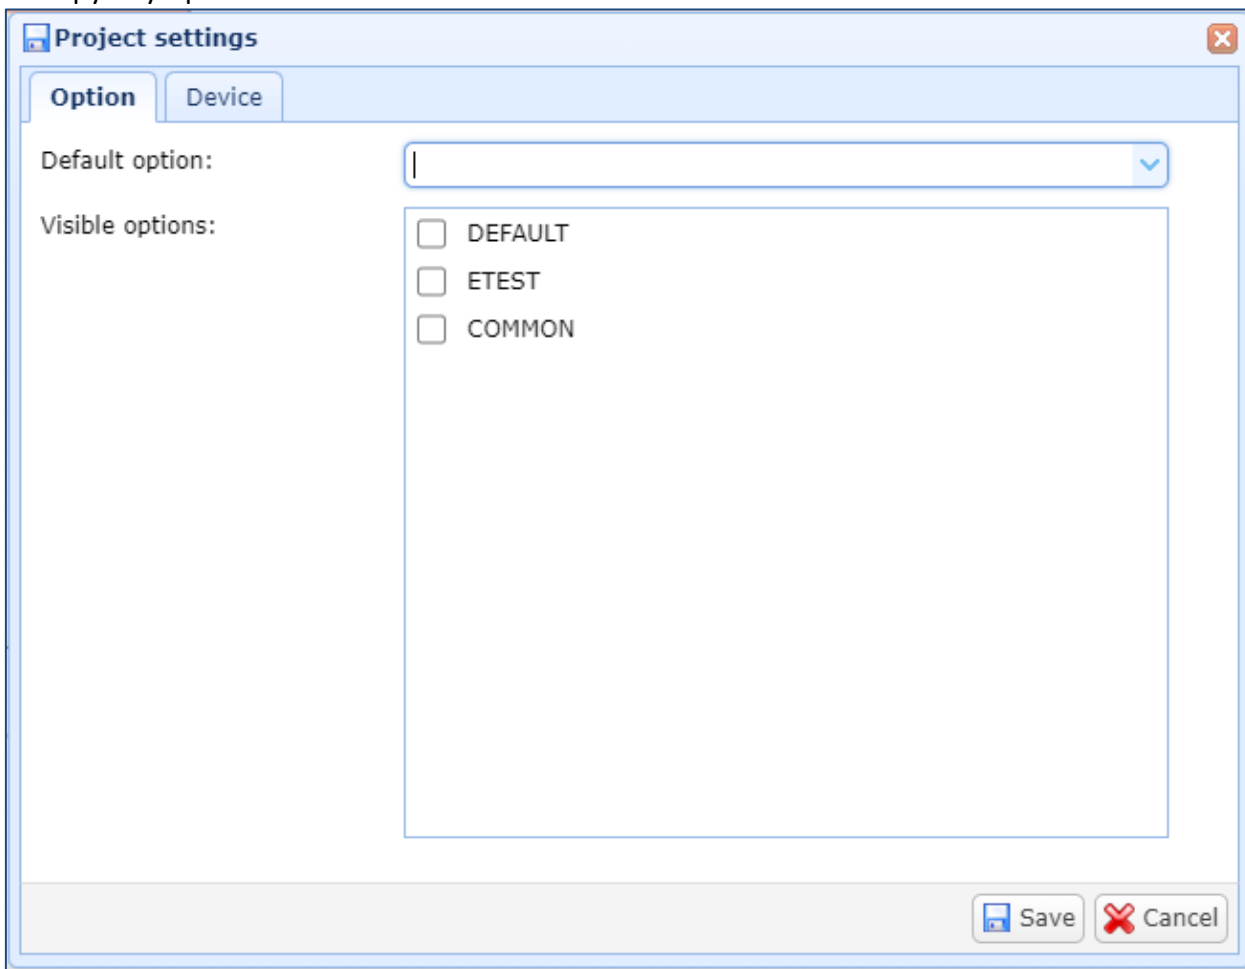 Project settings
Option Device
Default option:
Visible options:
DEFAULT
ETEST
COMMON
Save Cancel